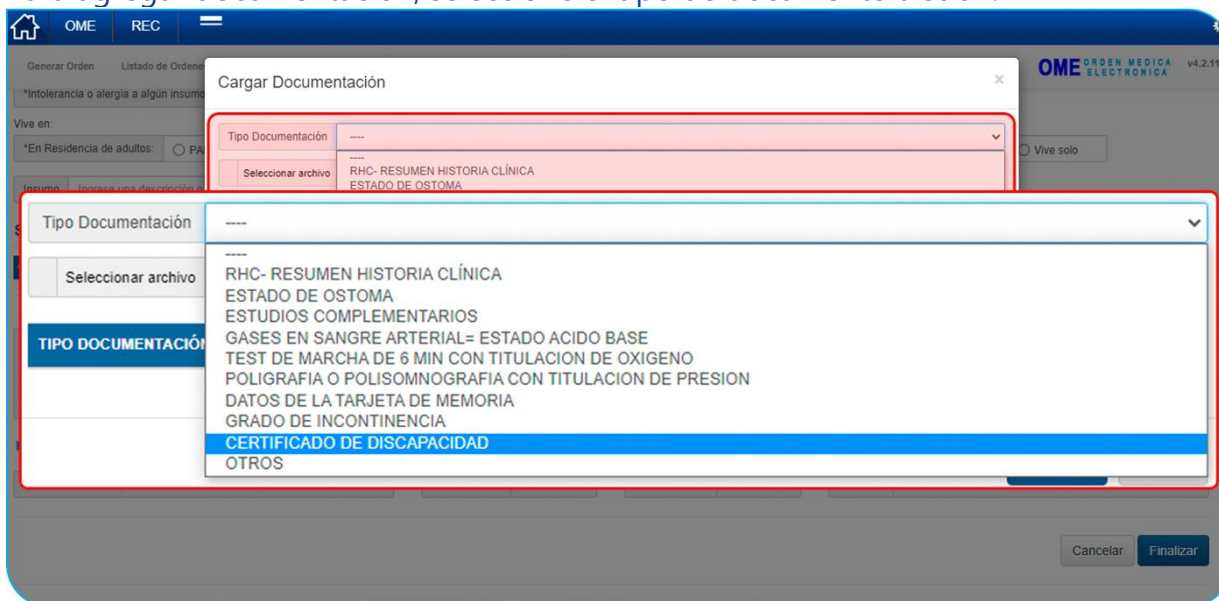 OME REC
Generar Orden Listado de Ordene
OME ORDEN MEDICA ELECTRONICA v4.2.11
*Intolerancia o alergia a algún insumo
Cargar Documentación ×
Vive en:
*En Residencia de adultos: PA
Vive solo
Tipo Documentación ----
----
Seleccionar archivo RHC- RESUMEN HISTORIA CLÍNICA
ESTADO DE OSTOMA
Tipo Documentación ----
----
Seleccionar archivo
RHC- RESUMEN HISTORIA CLÍNICA
ESTADO DE OSTOMA
ESTUDIOS COMPLEMENTARIOS
GASES EN SANGRE ARTERIAL= ESTADO ACIDO BASE
TIPO DOCUMENTACIÓN
TEST DE MARCHA DE 6 MIN CON TITULACION DE OXIGENO
POLIGRAFIA O POLISOMNOGRAFIA CON TITULACION DE PRESION
DATOS DE LA TARJETA DE MEMORIA
GRADO DE INCONTINENCIA
CERTIFICADO DE DISCAPACIDAD
OTROS
Cancelar Finalizar